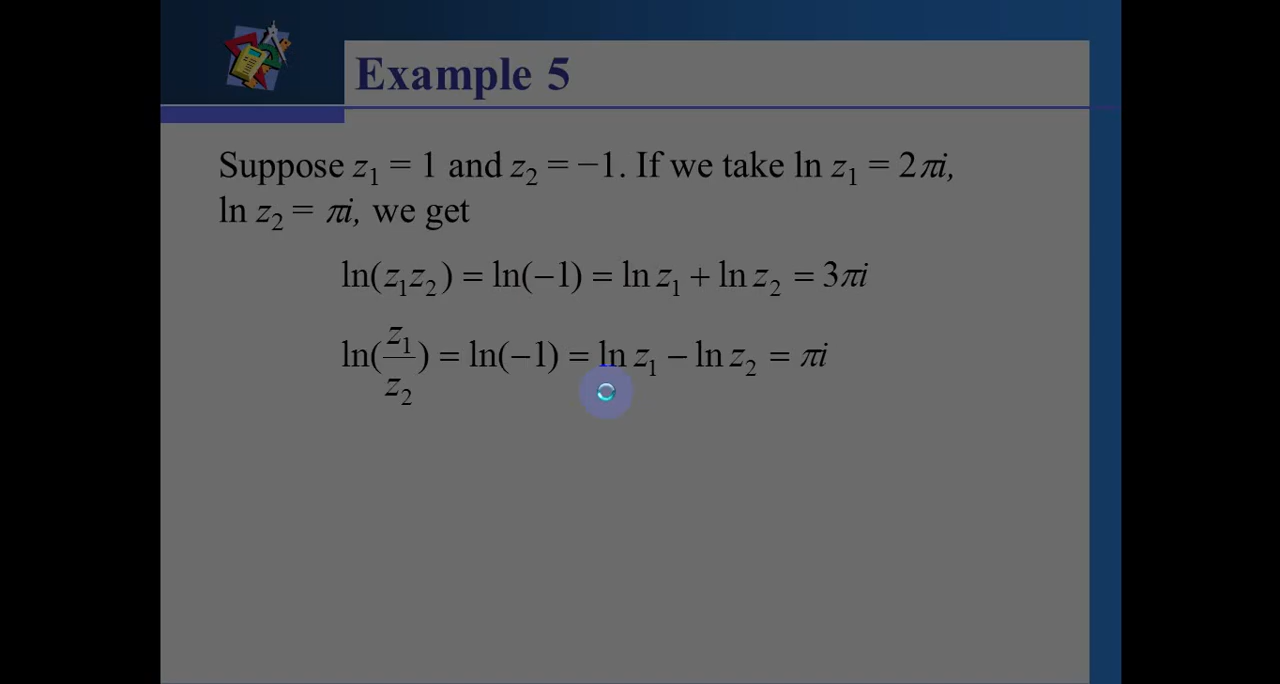 Example 5
Suppose z₁ = 1 and z₂ = −1. If we take ln z₁ = 2πi,
ln z₂ = πi, we get
ln(z₁z₂) = ln(−1) = ln z₁ + ln z₂ = 3πi
ln(z₁/z₂) = ln(−1) = ln z₁ − ln z₂ = πi